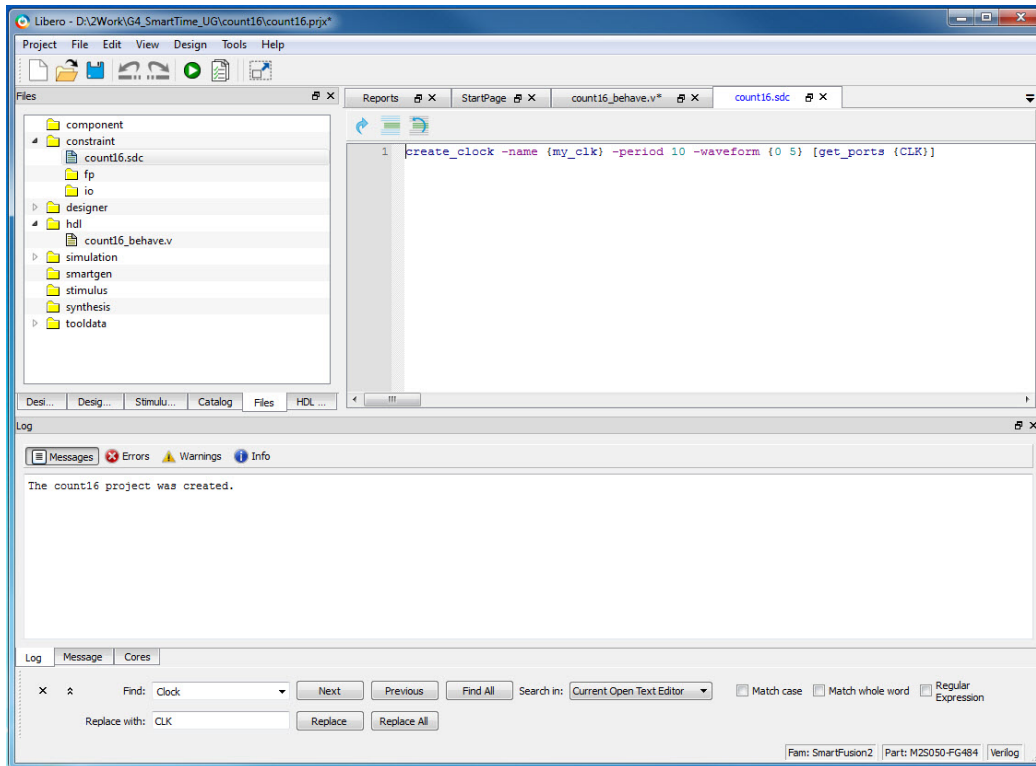 Libero - D:\2Work\G4_SmartTime_UG\count16\count16.prjx*
Project File Edit View Design Tools Help
Files
component
constraint
count16.sdc
fp
io
designer
hdl
count16_behave.v
simulation
smartgen
stimulus
synthesis
tooldata
Desi... Desig... Stimulu... Catalog Files HDL ...
Reports StartPage count16_behave.v* count16.sdc
1 create_clock -name {my_clk} -period 10 -waveform {0 5} [get_ports {CLK}]
Log
Messages Errors Warnings Info
The count16 project was created.
Log Message Cores
Find: Clock Next Previous Find All Search in: Current Open Text Editor Match case Match whole word Regular Expression
Replace with: CLK Replace Replace All
Fam: SmartFusion2 Part: M2S050-FG484 Verilog